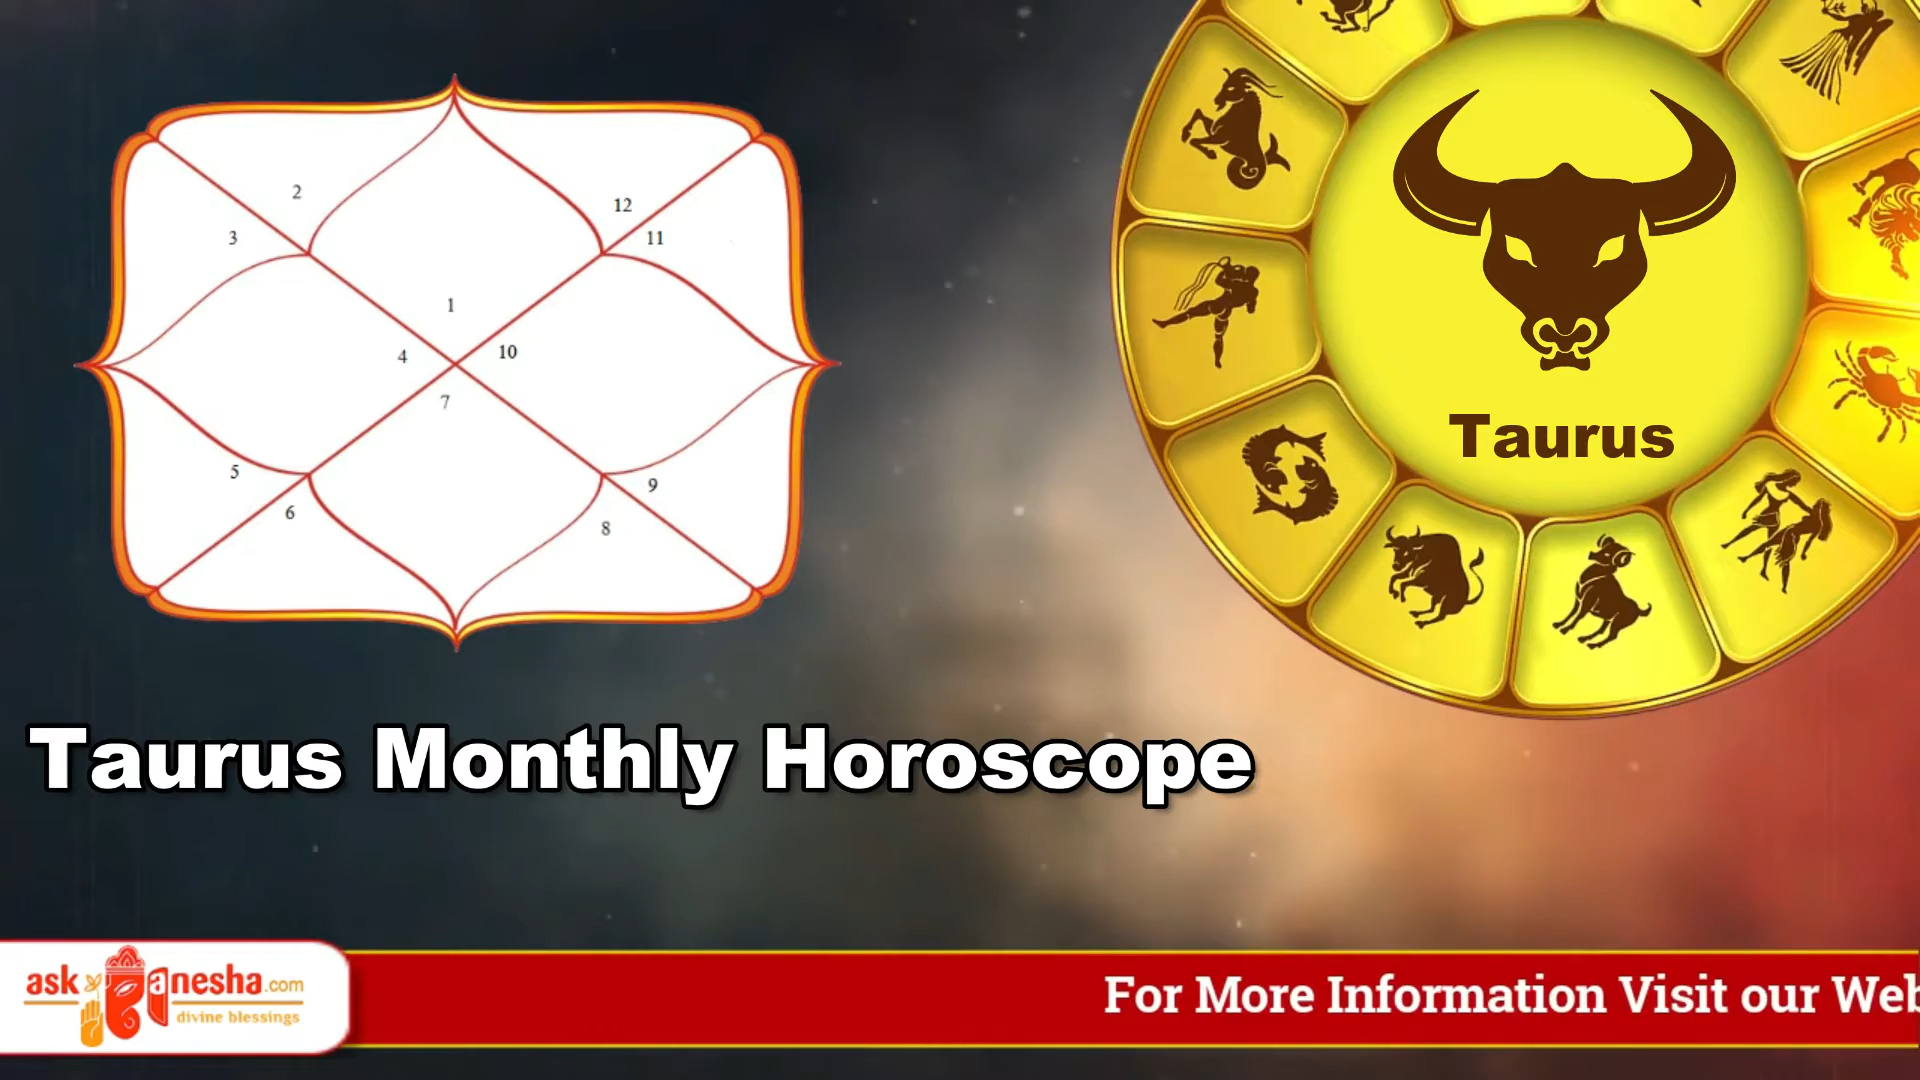 2
12
3
11
1
4
10
7
5
9
6
8
Taurus
Taurus Monthly Horoscope
askGanesha.com
divine blessings
For More Information Visit our Web